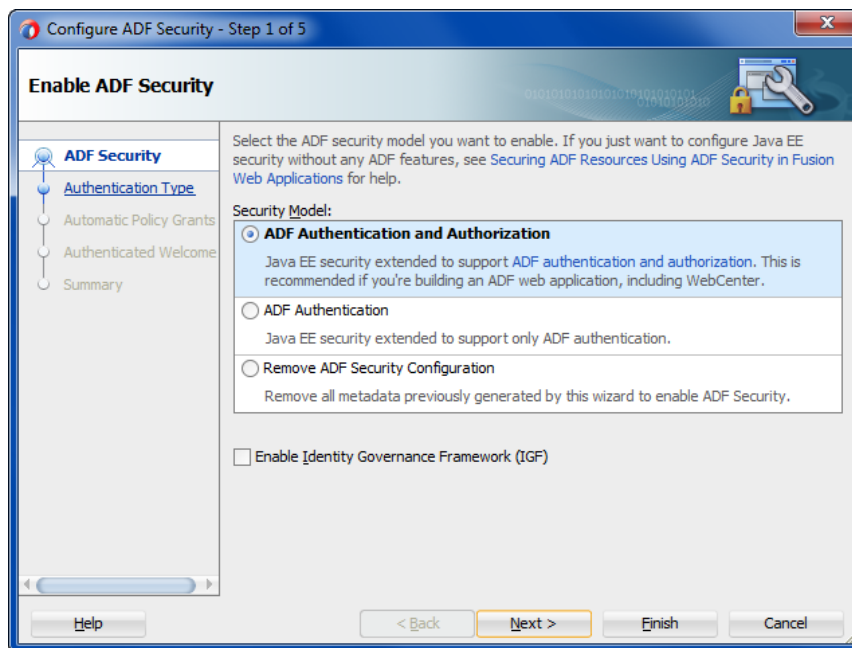 Configure ADF Security - Step 1 of 5
Enable ADF Security
ADF Security
Authentication Type
Automatic Policy Grants
Authenticated Welcome
Summary
Select the ADF security model you want to enable. If you just want to configure Java EE
security without any ADF features, see Securing ADF Resources Using ADF Security in Fusion
Web Applications for help.
Security Model:
ADF Authentication and Authorization
Java EE security extended to support ADF authentication and authorization. This is
recommended if you're building an ADF web application, including WebCenter.
ADF Authentication
Java EE security extended to support only ADF authentication.
Remove ADF Security Configuration
Remove all metadata previously generated by this wizard to enable ADF Security.
Enable Identity Governance Framework (IGF)
Help
< Back
Next >
Finish
Cancel